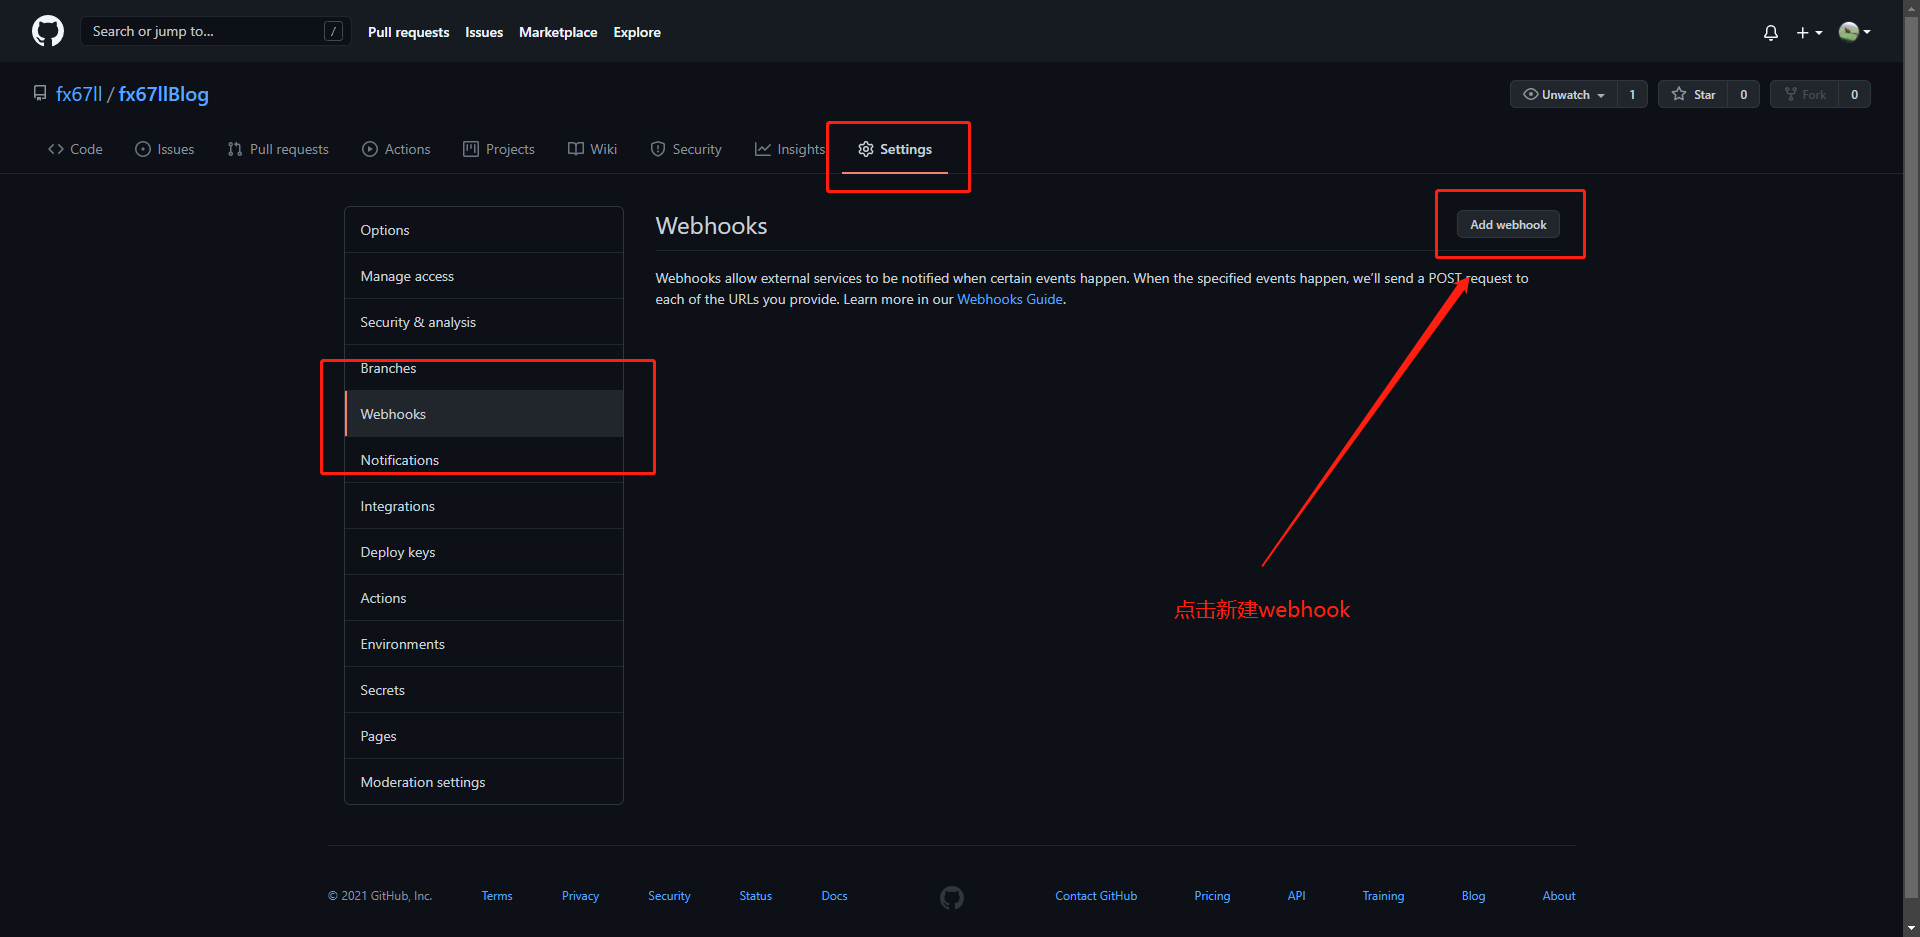 Search or jump to... /
Pull requests Issues Marketplace Explore
fx67ll / fx67llBlog
Unwatch 1 Star 0 Fork 0
Code Issues Pull requests Actions Projects Wiki Security Insights Settings
Options
Manage access
Security & analysis
Branches
Webhooks
Notifications
Integrations
Deploy keys
Actions
Environments
Secrets
Pages
Moderation settings
Webhooks
Add webhook
Webhooks allow external services to be notified when certain events happen. When the specified events happen, we'll send a POST request to
each of the URLs you provide. Learn more in our Webhooks Guide.
点击新建webhook
© 2021 GitHub, Inc. Terms Privacy Security Status Docs Contact GitHub Pricing API Training Blog About